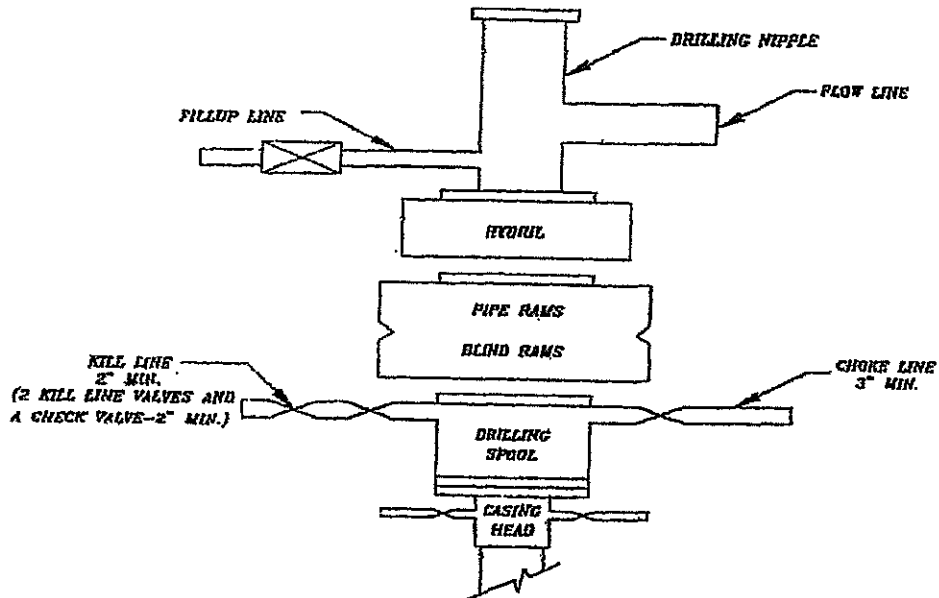 DRILLING NIPPLE
FLOW LINE
FILLUP LINE
HYDRIL
PIPE RAMS
BLIND RAMS
KILL LINE
2" MIN.
(2 KILL LINE VALVES AND
A CHECK VALVE-2" MIN.)
CHOKE LINE
3" MIN.
DRILLING
SPOOL
CASING
HEAD